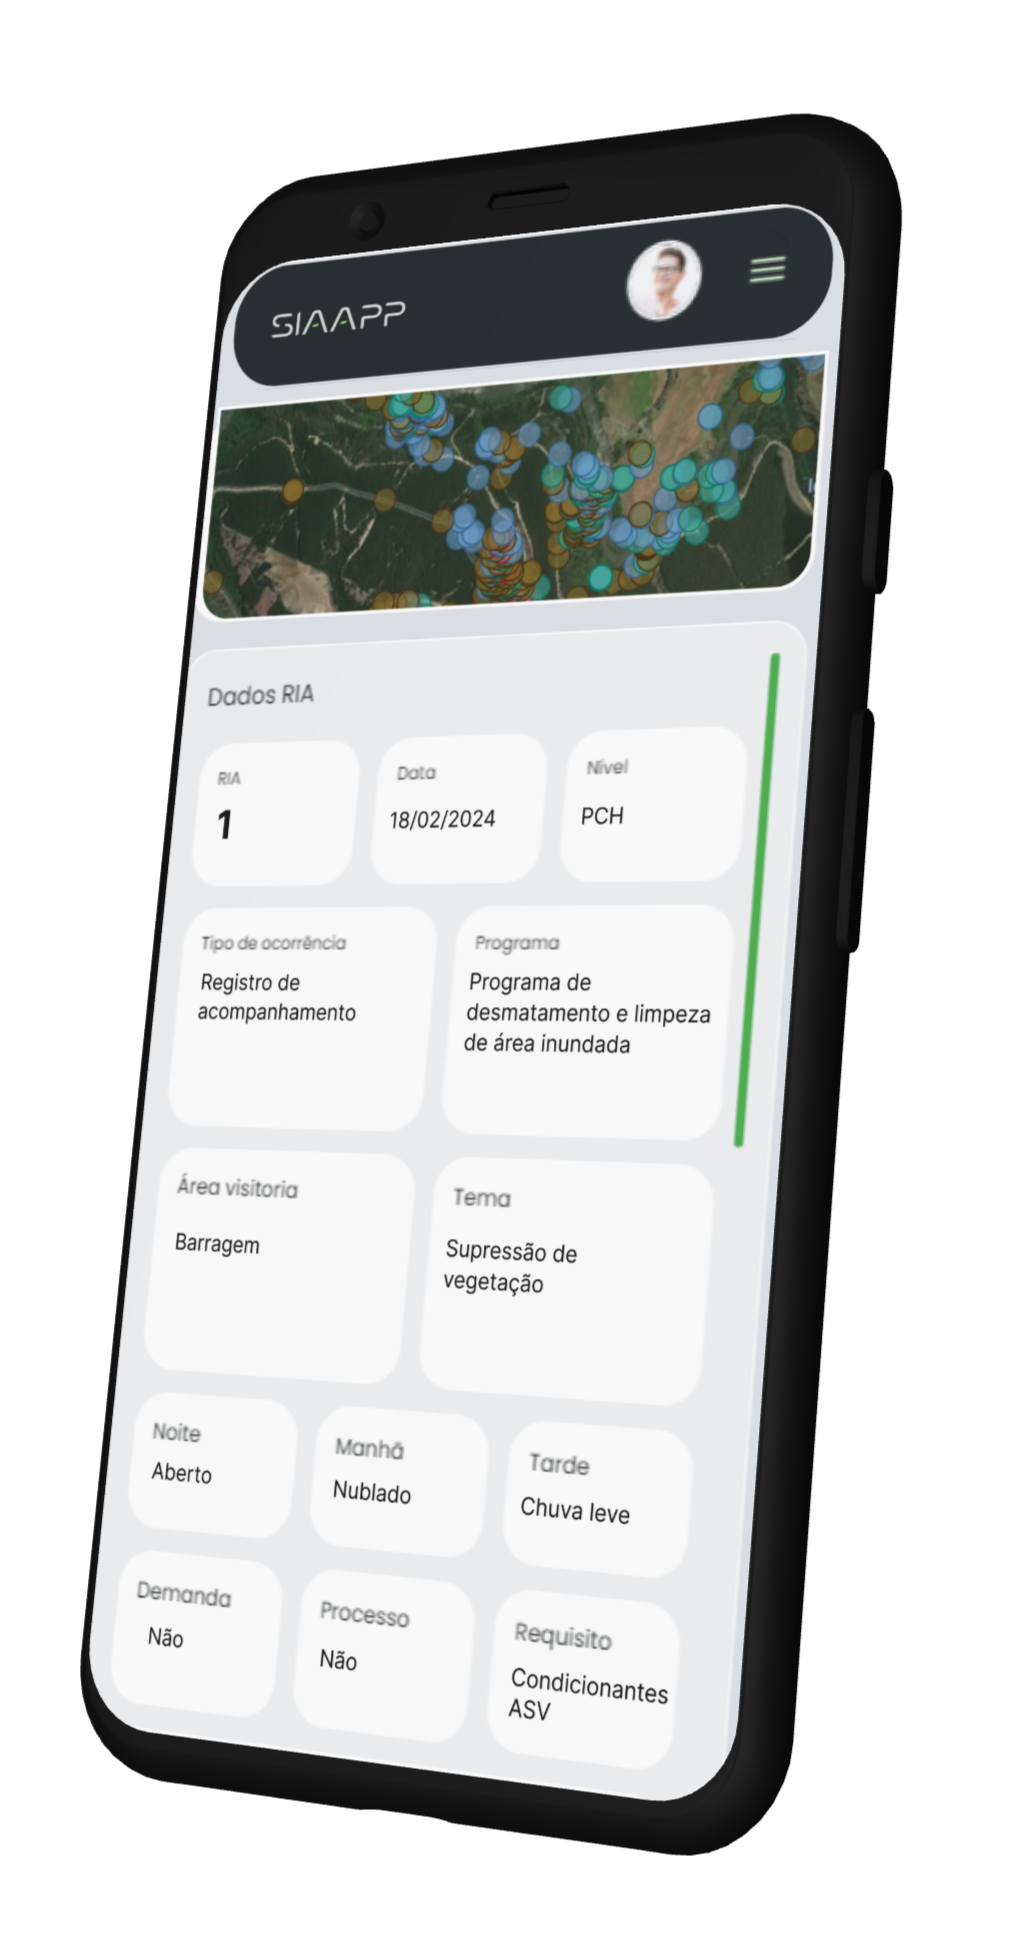 SIAAPP
Dados RIA
RIA
1
Data
18/02/2024
Nível
PCH
Tipo de ocorrência
Registro de
acompanhamento
Programa
Programa de
desmatamento e limpeza
de área inundada
Área visitoria
Barragem
Tema
Supressão de
vegetação
Noite
Aberto
Manhã
Nublado
Tarde
Chuva leve
Demanda
Não
Processo
Não
Requisito
Condicionantes
ASV